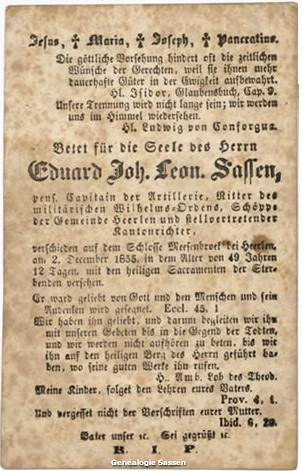 Jesus, ✝ Maria, ✝ Joseph, ✝ Pancratius.
Die göttliche Vorsehung hindert oft die zeitlichen
Wünsche der Gerechten, weil sie ihnen mehr
dauerhafte Güter in der Ewigkeit aufbewahrt.
Hl. Isidor, Glaubensbuch, Cap. 9.
Unsere Trennung wird nicht lange sein; wir werden
uns im Himmel wiedersehen.
Hl. Ludwig von Conforgua.
Betet für die Seele des Herrn
Eduard Joh. Leon. Sassen,
pens. Capitain der Artillerie, Ritter des
militärischen Wilhelms-Ordens, Schöppe
der Gemeinde Heerlen und stellvertretender
Kantonrichter,
verschieden auf dem Schlosse Meesenbroek bei Heerlen,
am, 2. December 1855, in dem Alter von 49 Jahren
12 Tagen, mit den heiligen Sacramenten der Ster-
benden versehen.
Er ward geliebt von Gott und den Menschen und sein
Andenken wird gesegnet. Eccl. 45. 1
Wir haben ihn geliebt, und darum begleiten wir ihn
mit unseren Gebeten bis in die Gegend der Todten,
und wir werden nicht aufhören zu beten, bis wir
ihn auf den heiligen Berg des Herrn geführt ha-
ben, wo seine guten Werke ihn rufen.
H. Amb. Lob des Theod.
Meine Kinder, folget den Lehren eures Vaters.
Prov. 4, 1.
Und vergesset nicht der Vorschriften eurer Mutter.
Ibid. 6, 20.
Vater unser ꝛc. Sei gegrüßt ꝛc.
R. I. P.
Genealogie Sassen